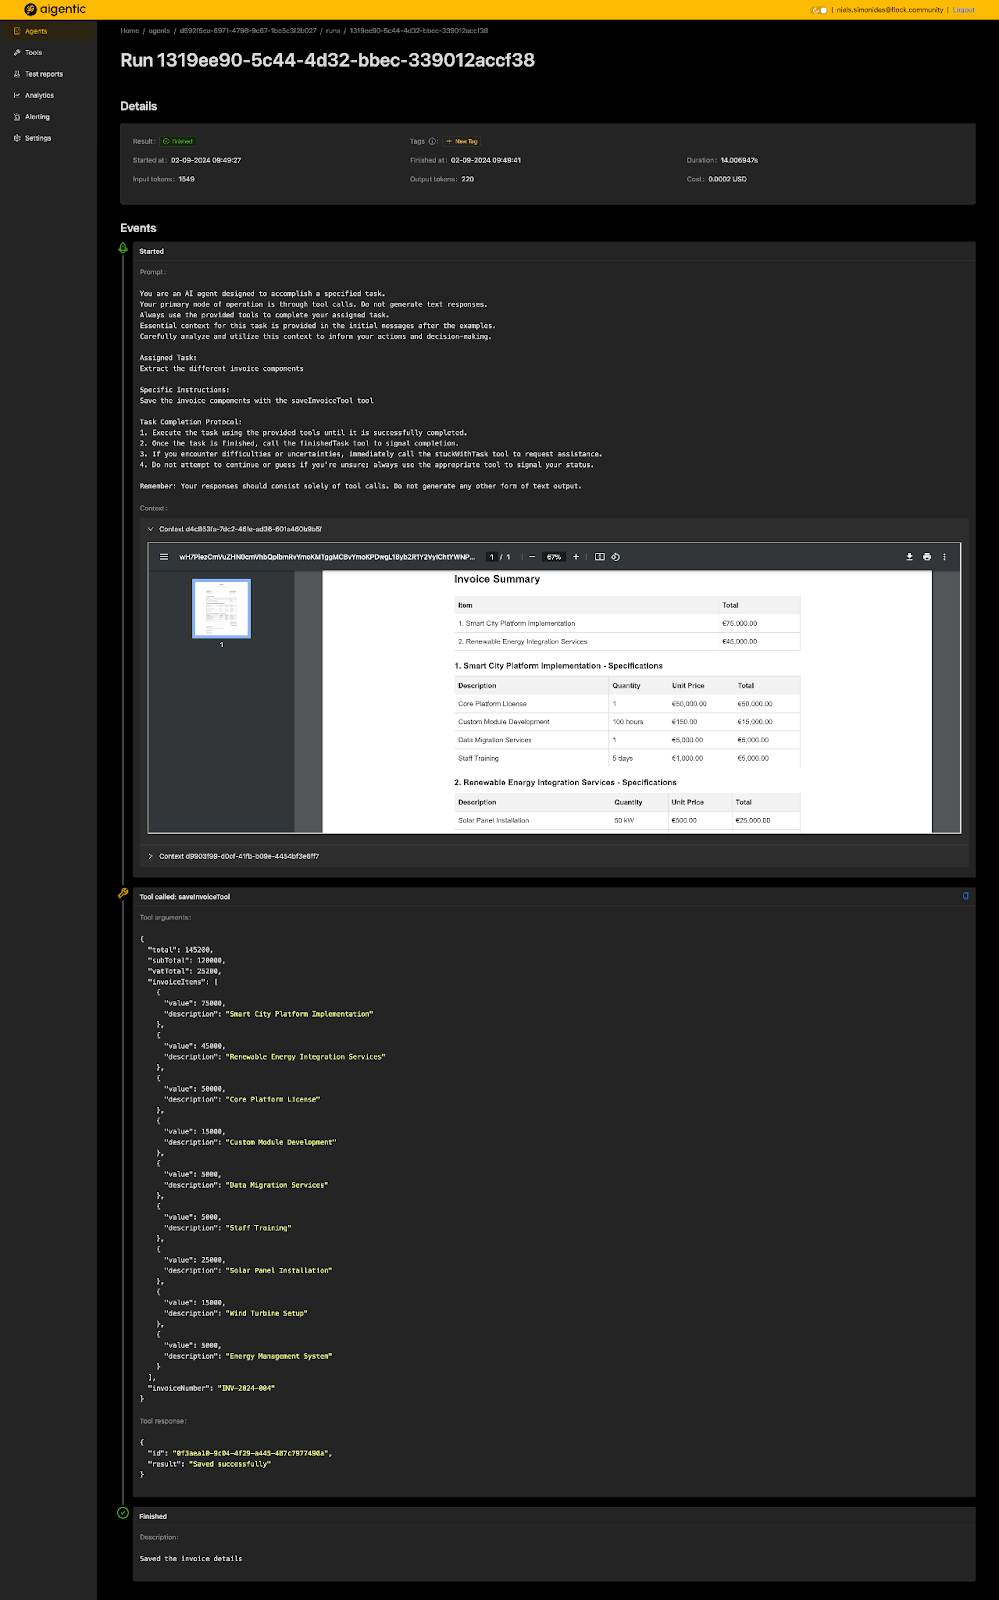 aigentic
| niels.simonides@flock.community | Logout
Agents
Tools
Test reports
Analytics
Alerting
Settings
Home / agents / / runs / 1319ee90-5c44-4d32-bbec-339012accf38
Run 1319ee90-5c44-4d32-bbec-339012accf38
Details
Result: Finished
Tags : + New Tag
Started at: 02-09-2024 09:49:27
Finished at: 02-09-2024 09:49:41
Duration: 14.006947s
Input tokens: 1549
Output tokens: 220
Cost: 0.0002 USD
Events
Started
Prompt:
You are an AI agent designed to accomplish a specified task.
Your primary mode of operation is through tool calls. Do not generate text responses.
Always use the provided tools to complete your assigned task.
Essential context for this task is provided in the initial messages after the examples.
Carefully analyze and utilize this context to inform your actions and decision-making.
Assigned Task:
Extract the different invoice components
Specific Instructions:
Save the invoice components with the saveInvoiceTool tool
Task Completion Protocol:
1. Execute the task using the provided tools until it is successfully completed.
2. Once the task is finished, call the finishedTask tool to signal completion.
3. If you encounter difficulties or uncertainties, immediately call the stuckWithTask tool to request assistance.
4. Do not attempt to continue or guess if you're unsure; always use the appropriate tool to signal your status.
Remember: Your responses should consist solely of tool calls. Do not generate any other form of text output.
Context:
Context
1 / 1 | − 67% + |
1
Invoice Summary
Item Total
1. Smart City Platform Implementation €75,000.00
2. Renewable Energy Integration Services €45,000.00
1. Smart City Platform Implementation - Specifications
Description Quantity Unit Price Total
Core Platform License 1 €50,000.00 €50,000.00
Custom Module Development 100 hours €150.00 €15,000.00
Data Migration Services 1 €5,000.00 €5,000.00
Staff Training 5 days €1,000.00 €5,000.00
2. Renewable Energy Integration Services - Specifications
Description Quantity Unit Price Total
Solar Panel Installation 50 kW €500.00 €25,000.00
Context
Tool called: saveInvoiceTool
Tool arguments:
{
"total": 145200,
"subTotal": 120000,
"vatTotal": 25200,
"invoiceItems": [
{
"value": 75000,
"description": "Smart City Platform Implementation"
},
{
"value": 45000,
"description": "Renewable Energy Integration Services"
},
{
"value": 50000,
"description": "Core Platform License"
},
{
"value": 15000,
"description": "Custom Module Development"
},
{
"value": 5000,
"description": "Data Migration Services"
},
{
"value": 5000,
"description": "Staff Training"
},
{
"value": 25000,
"description": "Solar Panel Installation"
},
{
"value": 15000,
"description": "Wind Turbine Setup"
},
{
"value": 5000,
"description": "Energy Management System"
}
],
"invoiceNumber": "INV-2024-004"
}
Tool response:
{
"id":
"result": "Saved successfully"
}
Finished
Description:
Saved the invoice details